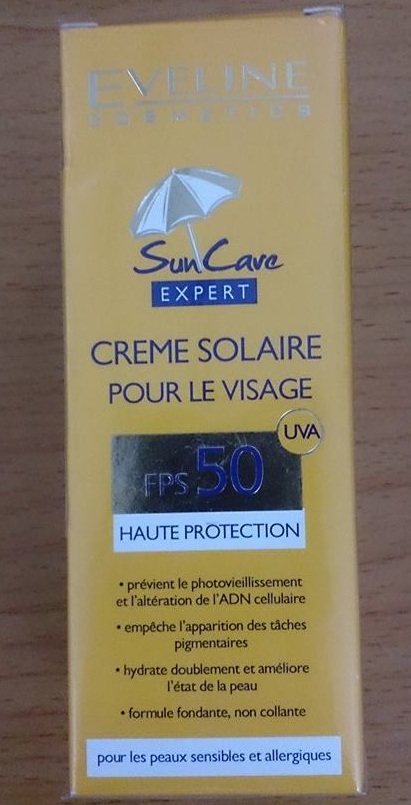 EVELINE
COSMETICS
Sun Care
EXPERT
CREME SOLAIRE
POUR LE VISAGE
UVA
FPS 50
HAUTE PROTECTION
• prévient le photovieillissement
et l'altération de l'ADN cellulaire
• empêche l'apparition des tâches
pigmentaires
• hydrate doublement et améliore
l'état de la peau
• formule fondante, non collante
pour les peaux sensibles et allergiques